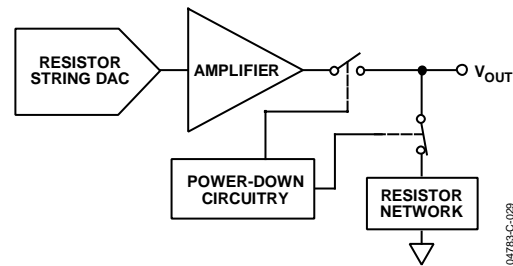 RESISTOR
STRING DAC
AMPLIFIER
VOUT
POWER-DOWN
CIRCUITRY
RESISTOR
NETWORK
04783-C-029